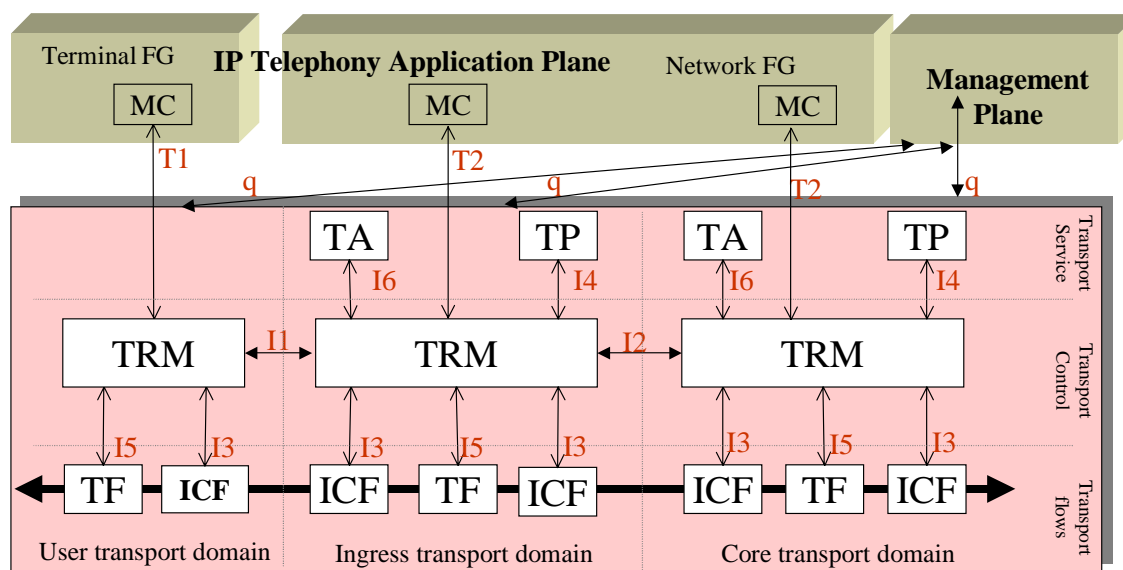 Terminal FG
IP Telephony Application Plane
Network FG
Management
Plane
MC
MC
MC
T1
T2
T2
q
q
q
TA
TP
TA
TP
Transport
Service
I6
I4
I6
I4
TRM
I1
TRM
I2
TRM
Transport
Control
I5
I3
I3
I5
I3
I3
I5
I3
TF
ICF
ICF
TF
ICF
ICF
TF
ICF
Transport
flows
User transport domain
Ingress transport domain
Core transport domain